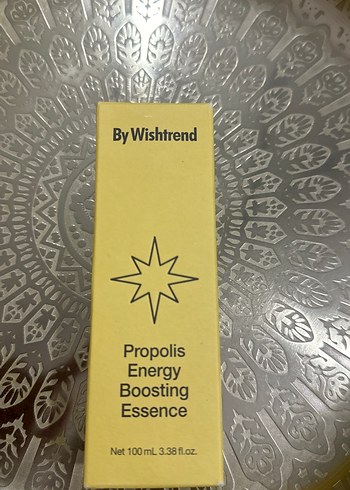 By Wishtrend
Propolis
Energy
Boosting
Essence
Net 100 mL 3.38 fl.oz.